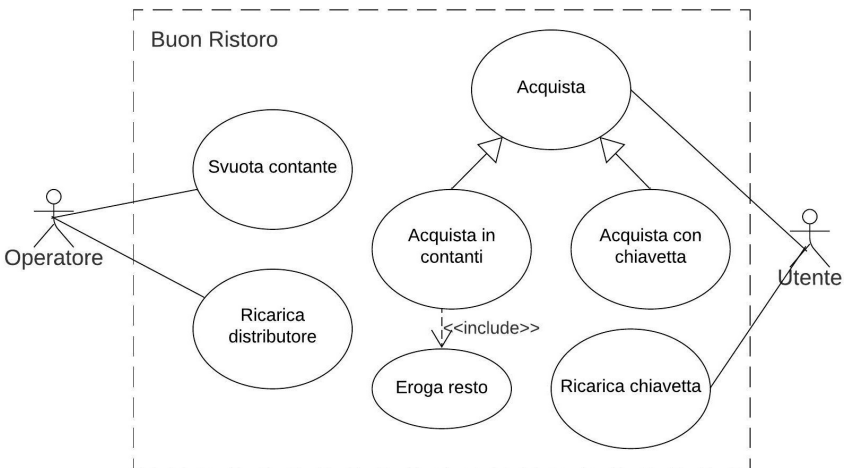 Buon Ristoro
Acquista
Svuota contante
Acquista in
contanti
Acquista con
chiavetta
Operatore
Utente
Ricarica
distributore
<<include>>
Eroga resto
Ricarica chiavetta